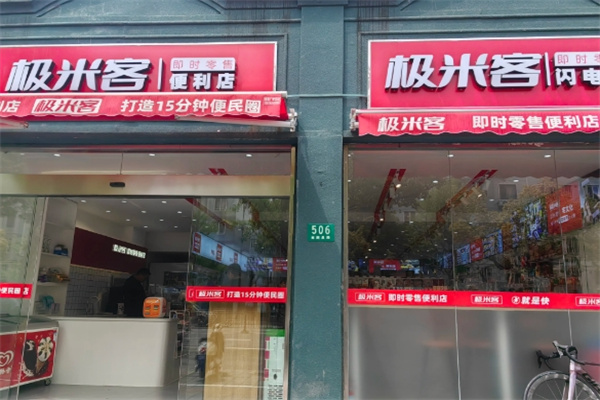 极米客 即时零售
便利店
极米客 即时零售
闪电
店 极米客 打造15分钟便民圈
极米客 即时零售便利店
506
便民圈
极米客 打造15分钟便民圈
极米客 即时零售便利店 极米客 就是快